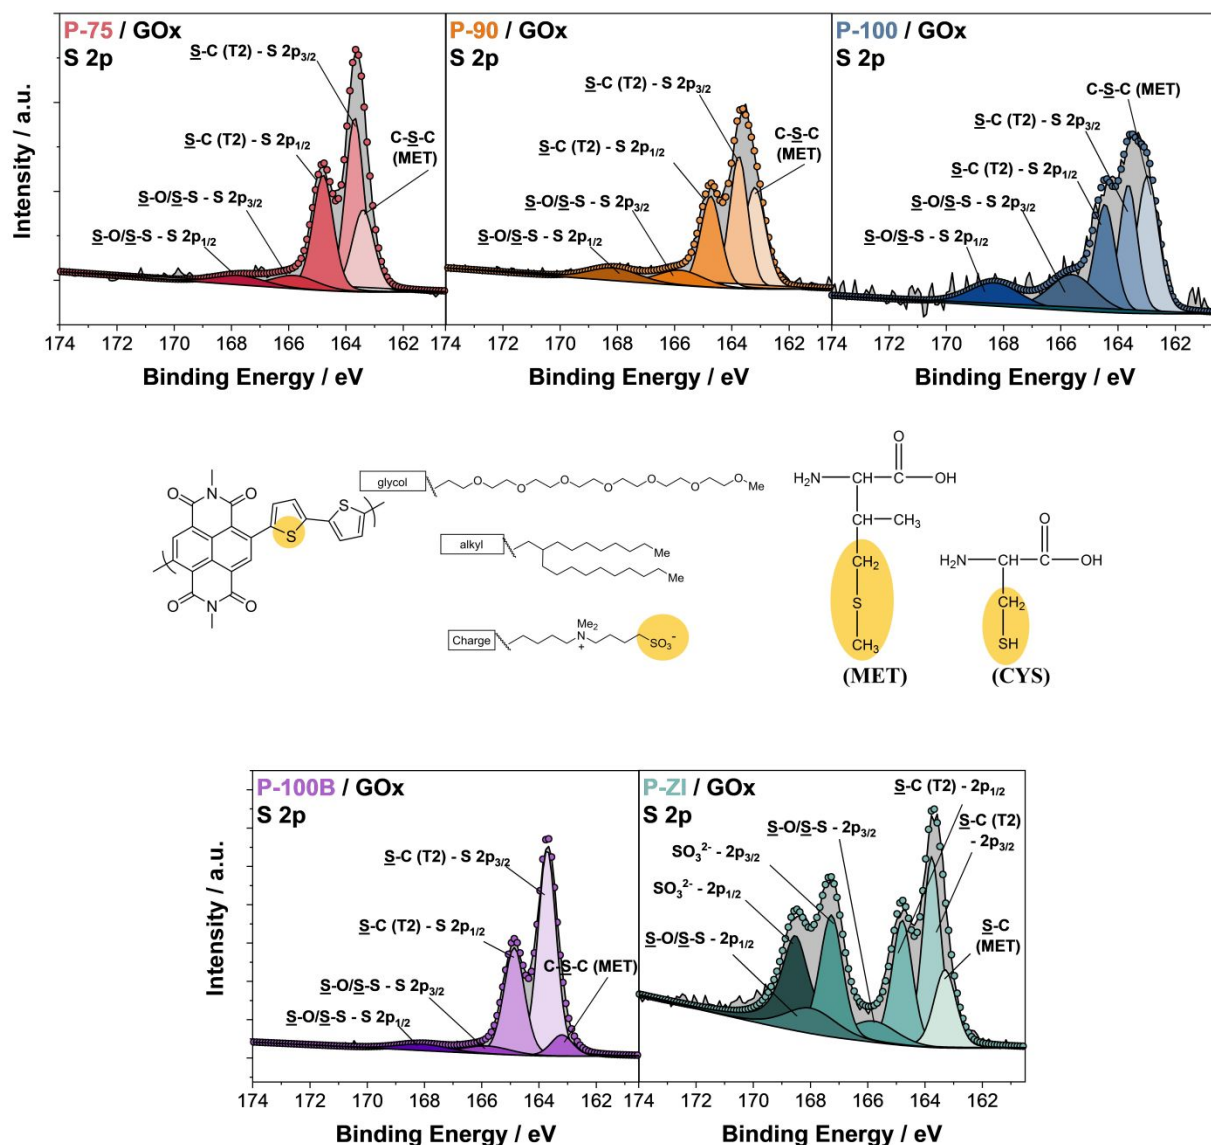 P-75 / GOx
S 2p
S-C (T2) - S 2p3/2
S-C (T2) - S 2p1/2
C-S-C
(MET)
S-O/S-S - S 2p3/2
S-O/S-S - S 2p1/2
Intensity / a.u.
174 172 170 168 166 164 162
Binding Energy / eV
P-90 / GOx
S 2p
S-C (T2) - S 2p3/2
S-C (T2) - S 2p1/2
C-S-C
(MET)
S-O/S-S - S 2p3/2
S-O/S-S - S 2p1/2
174 172 170 168 166 164 162
Binding Energy / eV
P-100 / GOx
S 2p
C-S-C (MET)
S-C (T2) - S 2p3/2
S-C (T2) - S 2p1/2
S-O/S-S - S 2p3/2
S-O/S-S - S 2p1/2
174 172 170 168 166 164 162
Binding Energy / eV
O N O
S
S
O N O
glycol
O O O O O O O
Me
alkyl
Me
Me
Charge
Me2
N
+
SO3-
O
H2N CH C OH
CH CH3
CH2
S
CH3
(MET)
O
H2N CH C OH
CH2
SH
(CYS)
P-100B / GOx
S 2p
S-C (T2) - S 2p3/2
S-C (T2) - S 2p1/2
C-S-C (MET)
S-O/S-S - S 2p3/2
S-O/S-S - S 2p1/2
Intensity / a.u.
174 172 170 168 166 164 162
Binding Energy / eV
P-ZI / GOx
S 2p
S-C (T2) - 2p1/2
S-C (T2)
- 2p3/2
S-O/S-S - 2p3/2
SO32- - 2p3/2
SO32- - 2p1/2
S-O/S-S - 2p1/2
S-C
(MET)
174 172 170 168 166 164 162
Binding Energy / eV